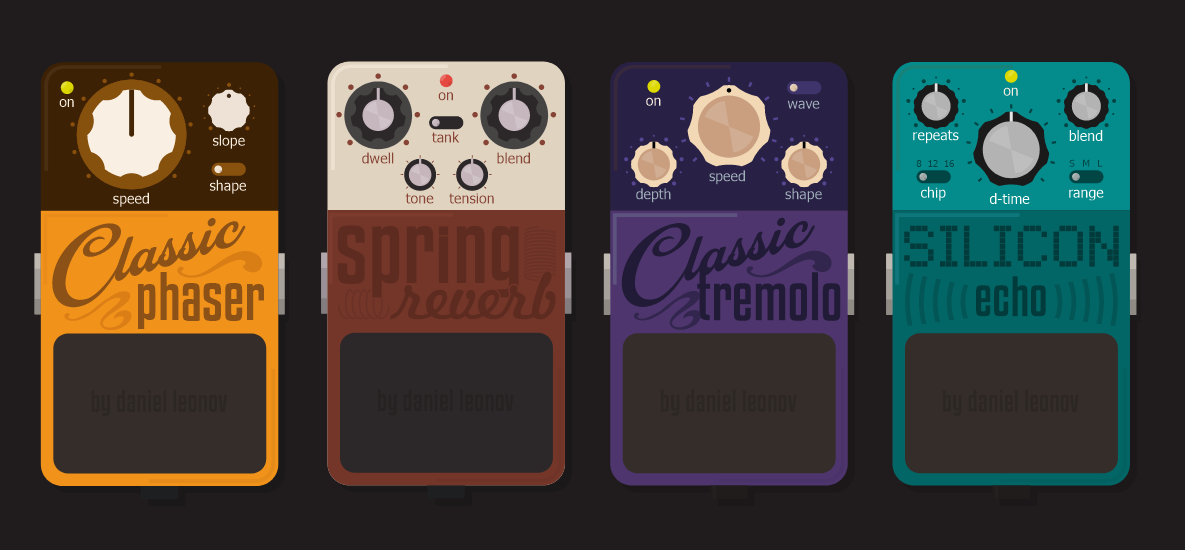 on
slope
shape
speed
Classic
phaser
by daniel leonov
on
tank
dwell
blend
tone
tension
spring
reverb
by daniel leonov
on
wave
speed
depth
shape
Classic
tremolo
by daniel leonov
on
repeats
blend
8 12 16
S M L
chip
range
d-time
SILICON
echo
by daniel leonov